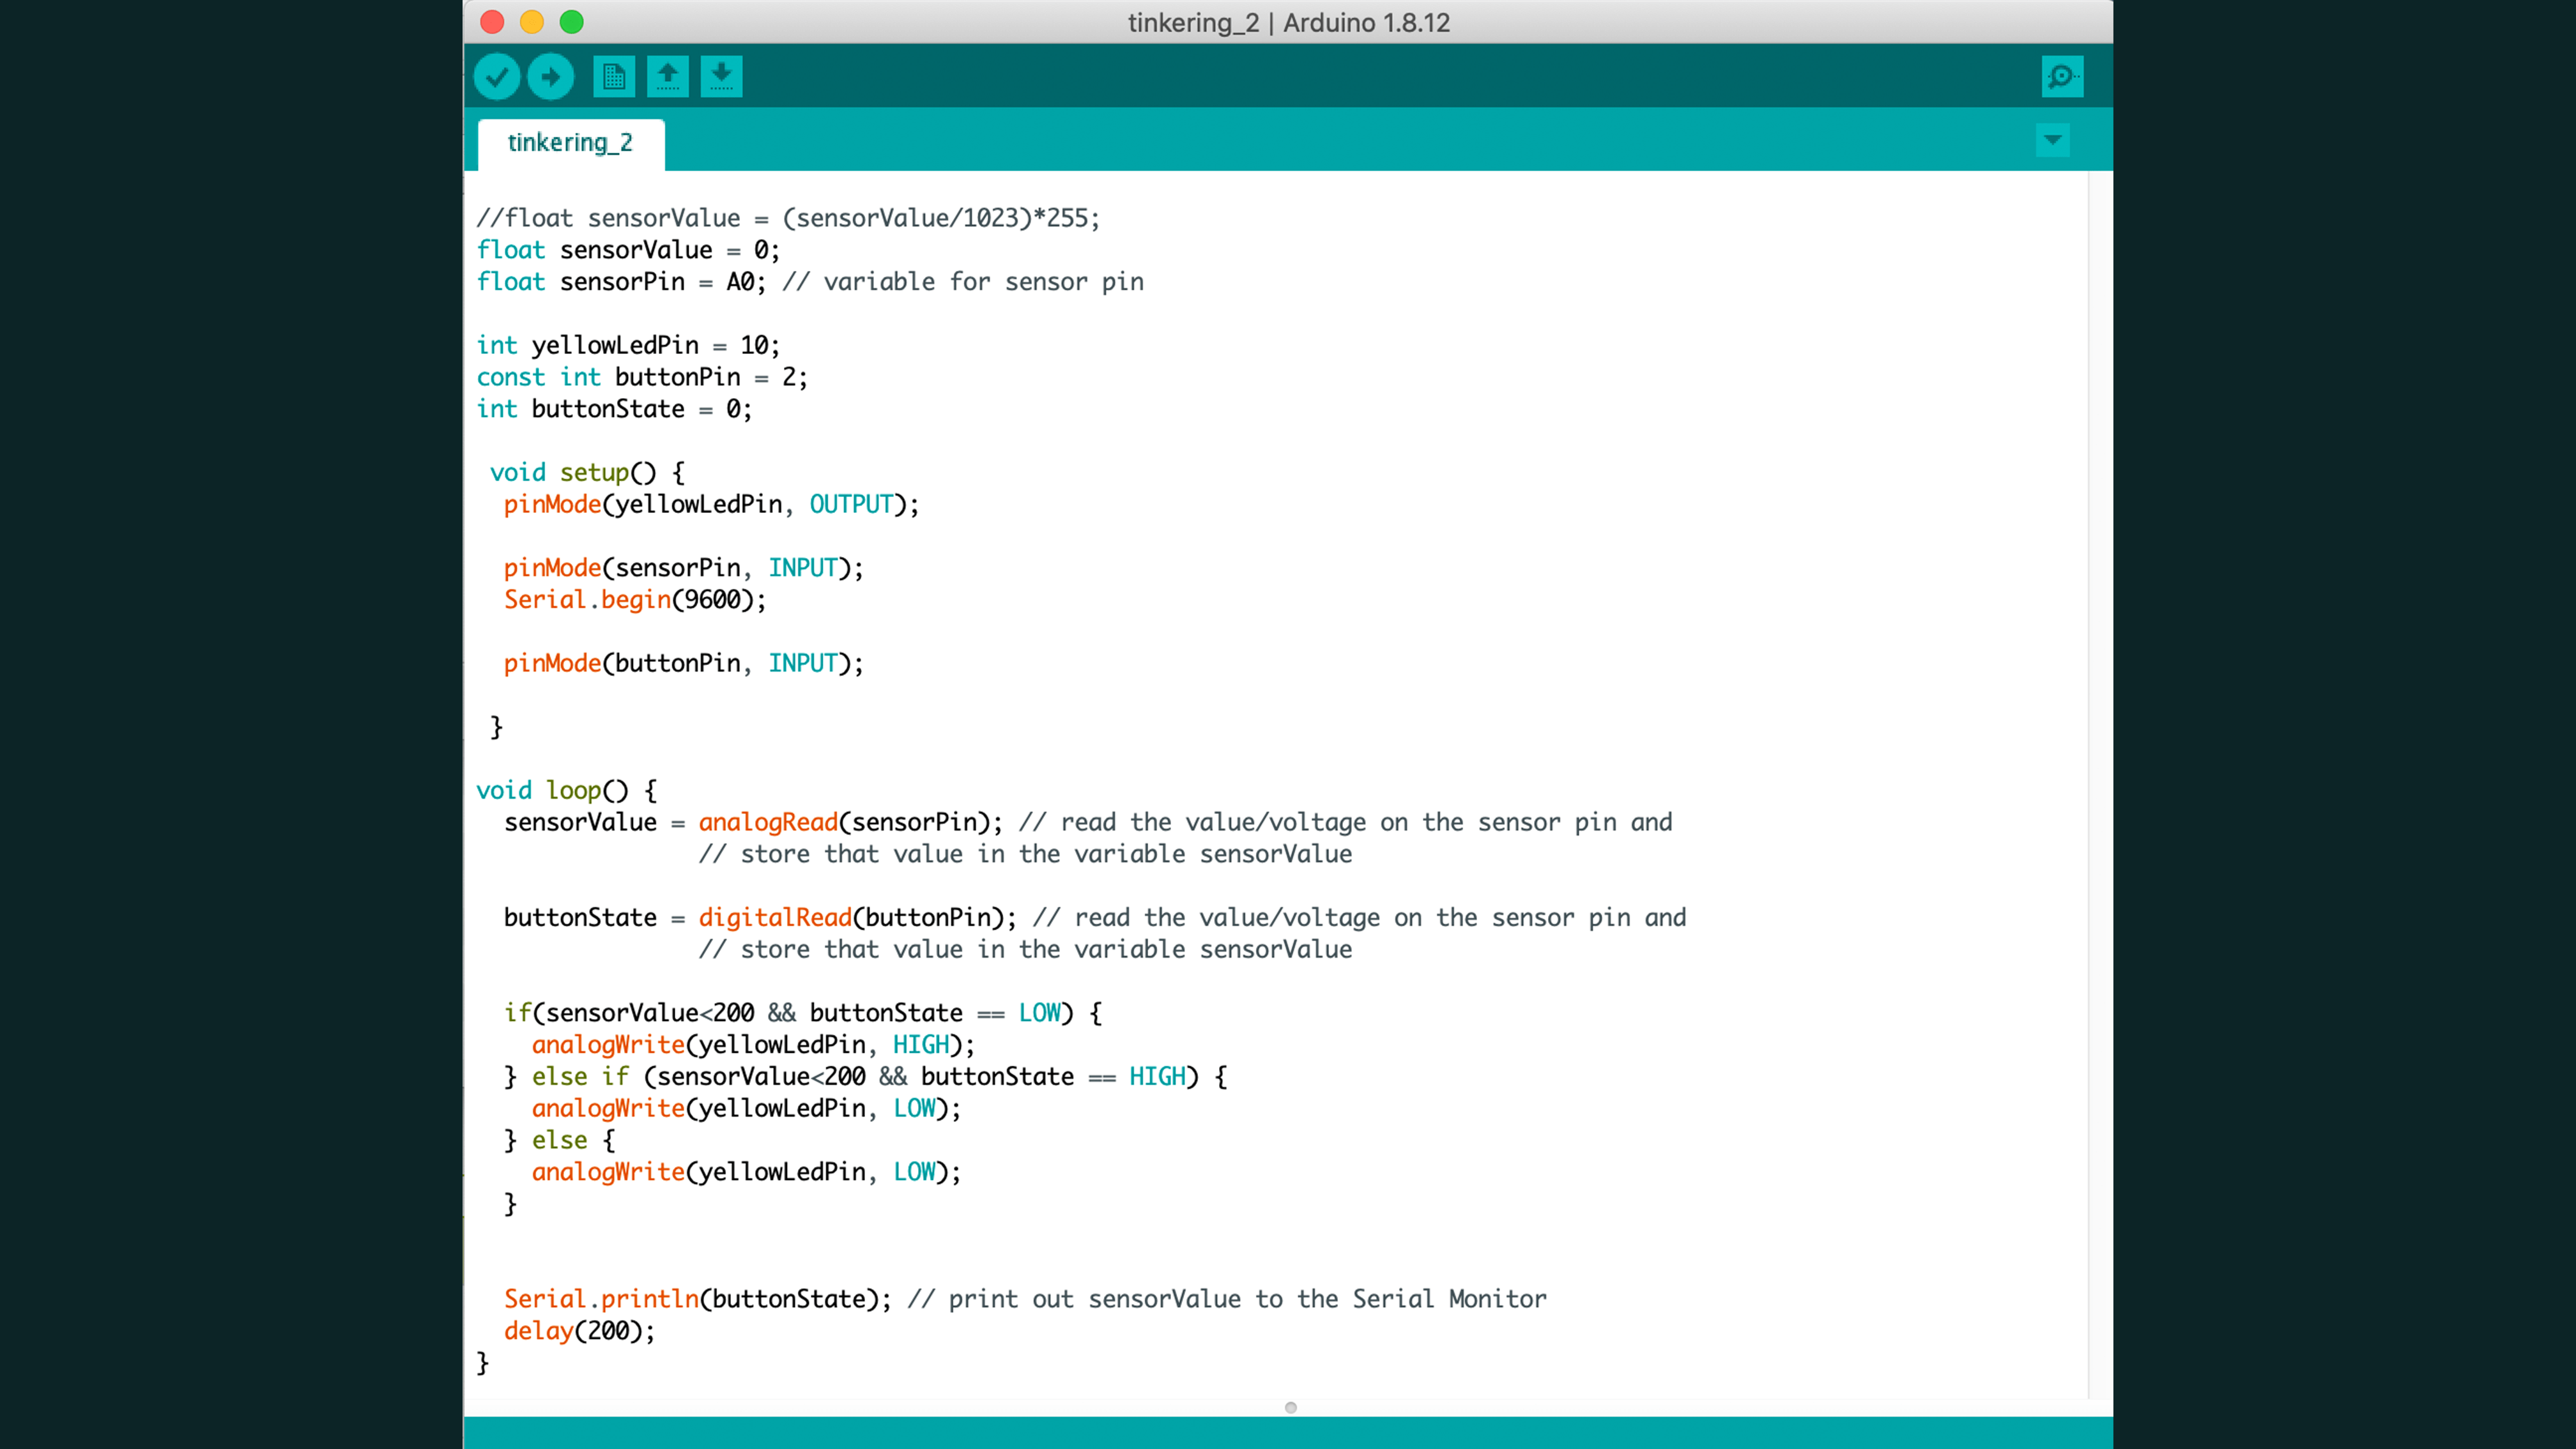 tinkering_2 | Arduino 1.8.12
tinkering_2
//float sensorValue = (sensorValue/1023)*255;
float sensorValue = 0;
float sensorPin = A0; // variable for sensor pin
int yellowLedPin = 10;
const int buttonPin = 2;
int buttonState = 0;
void setup() {
pinMode(yellowLedPin, OUTPUT);
pinMode(sensorPin, INPUT);
Serial.begin(9600);
pinMode(buttonPin, INPUT);
}
void loop() {
sensorValue = analogRead(sensorPin); // read the value/voltage on the sensor pin and
// store that value in the variable sensorValue
buttonState = digitalRead(buttonPin); // read the value/voltage on the sensor pin and
// store that value in the variable sensorValue
if(sensorValue<200 && buttonState == LOW) {
analogWrite(yellowLedPin, HIGH);
} else if (sensorValue<200 && buttonState == HIGH) {
analogWrite(yellowLedPin, LOW);
} else {
analogWrite(yellowLedPin, LOW);
}
Serial.println(buttonState); // print out sensorValue to the Serial Monitor
delay(200);
}